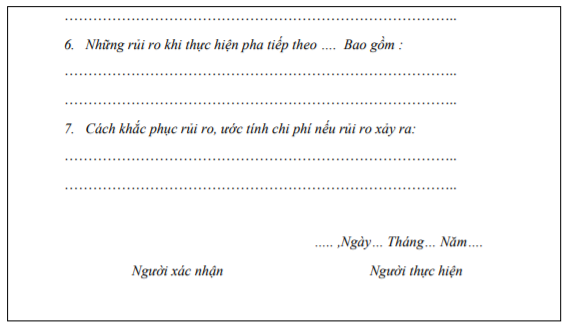 ……………………………………………………………………………..
6. Những rủi ro khi thực hiện pha tiếp theo …. Bao gồm :
……………………………………………………………………………..
……………………………………………………………………………..
7. Cách khắc phục rủi ro, ước tính chi phí nếu rủi ro xảy ra:
……………………………………………………………………………..
……………………………………………………………………………..
….. ,Ngày… Tháng… Năm….
Người xác nhận Người thực hiện